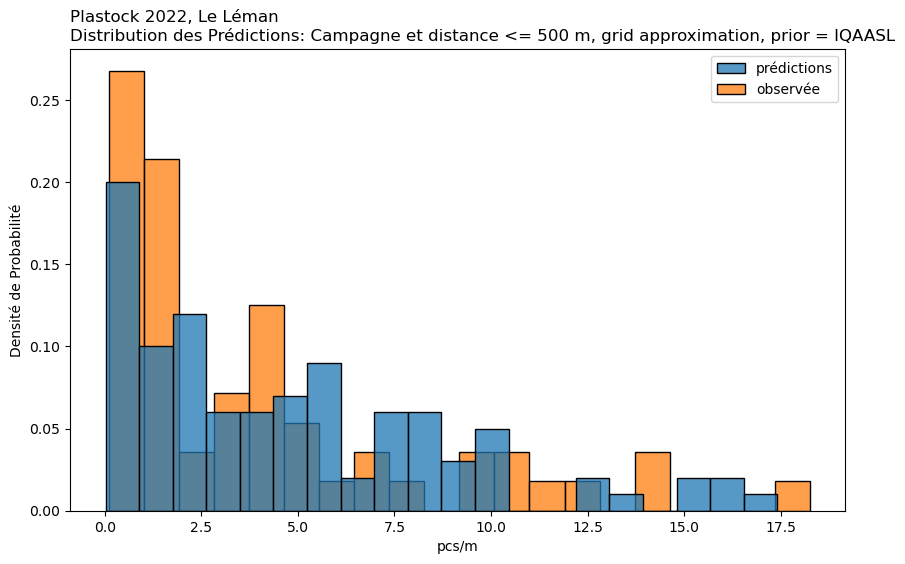 Plastock 2022, Le Léman
Distribution des Prédictions: Campagne et distance <= 500 m, grid approximation, prior = IQAASL
prédictions
observée
0.25
0.20
0.15
0.10
0.05
0.00
Densité de Probabilité
0.0 2.5 5.0 7.5 10.0 12.5 15.0 17.5
pcs/m